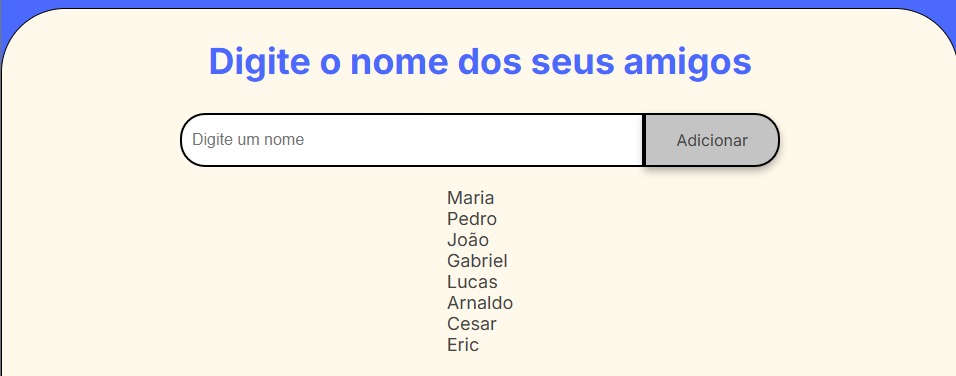 Digite o nome dos seus amigos
Digite um nome
Adicionar
Maria
Pedro
João
Gabriel
Lucas
Arnaldo
Cesar
Eric